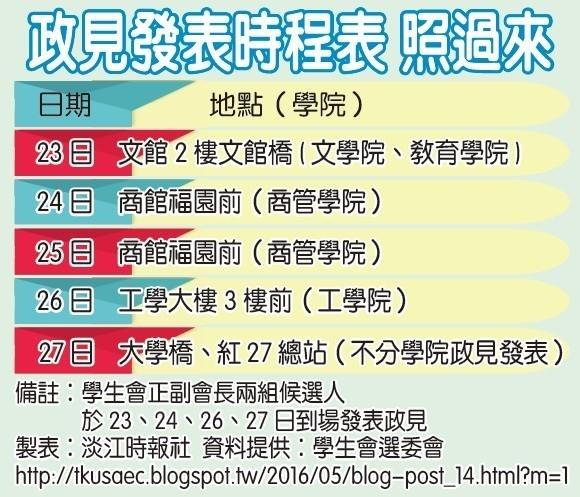 政見發表時程表 照過來
日期 地點（學院）
23日 文館2樓文館橋(文學院、教育學院)
24日 商館福園前（商管學院）
25日 商館福園前（商管學院）
26日 工學大樓3樓前（工學院）
27日 大學橋、紅27總站（不分學院政見發表）
備註：學生會正副會長兩組候選人
於23、24、26、27日到場發表政見
製表：淡江時報社 資料提供：學生會選委會
http://tkusaec.blogspot.tw/2016/05/blog-post_14.html?m=1